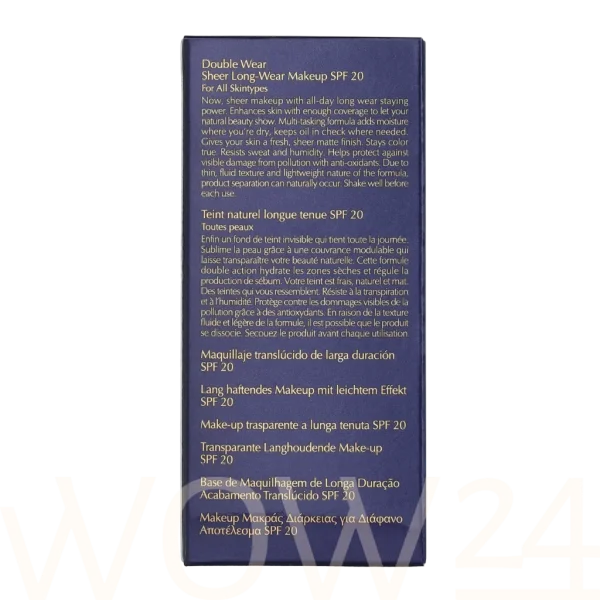 Double Wear
Sheer Long-Wear Makeup SPF 20
For All Skintypes
Now, sheer makeup with all-day long wear staying
power. Enhances skin with enough coverage to let your
natural beauty show. Multi-tasking formula adds moisture
where you're dry, keeps oil in check where needed.
Gives your skin a fresh, sheer matte finish. Stays color
true. Resists sweat and humidity. Helps protect against
visible damage from pollution with anti-oxidants. Due to
thin, fluid texture and lightweight nature of the formula,
product separation can naturally occur. Shake well before
each use.
Teint naturel longue tenue SPF 20
Toutes peaux
Enfin un fond de teint invisible qui tient toute la journée.
Sublime la peau grâce à une couvrance modulable qui
laisse transparaître votre beauté naturelle. Cette formule
double action hydrate les zones sèches et régule la
production de sébum. Votre teint est frais, naturel et mat.
Des teintes qui vous ressemblent. Résiste à la transpiration
et à l'humidité. Protège contre les dommages visibles de la
pollution grâce à des antioxydants. En raison de la texture
fluide et légère de la formule, il est possible que le produit
se dissocie. Secouez le produit avant chaque utilisation
Maquillaje translúcido de larga duración
SPF 20
Lang haftendes Makeup mit leichtem Effekt
SPF 20
Make-up trasparente a lunga tenuta SPF 20
Transparante Langhoudende Make-up
SPF 20
Base de Maquilhagem de Longa Duração
Acabamento Translúcido SPF 20
Makeup Μακράς Διάρκειας για Διάφανο
Αποτέλεσμα SPF 20
WOW24